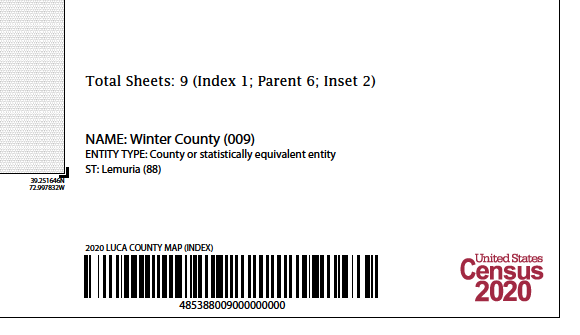 Total Sheets: 9 (Index 1; Parent 6; Inset 2)
NAME: Winter County (009)
ENTITY TYPE: County or statistically equivalent entity
ST: Lemuria (88)
39.251646N
72.997832W
2020 LUCA COUNTY MAP (INDEX)
485388009000000000
United States
Census
2020